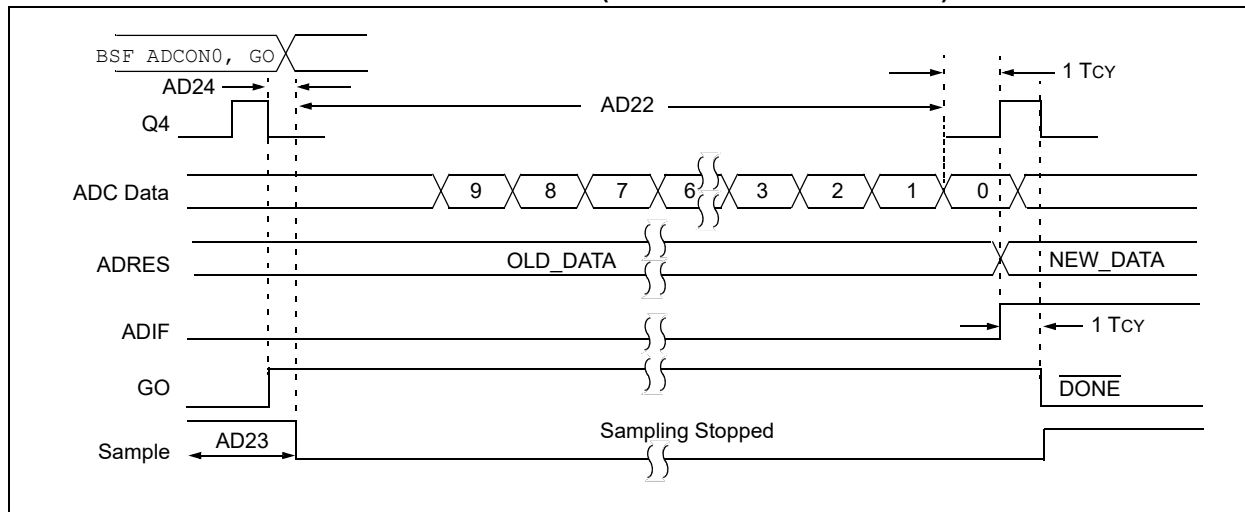 BSF ADCON0, GO
AD24
1 TCY
AD22
Q4
ADC Data 9 8 7 6 3 2 1 0
ADRES OLD_DATA NEW_DATA
ADIF
1 TCY
GO DONE
Sampling Stopped
AD23
Sample